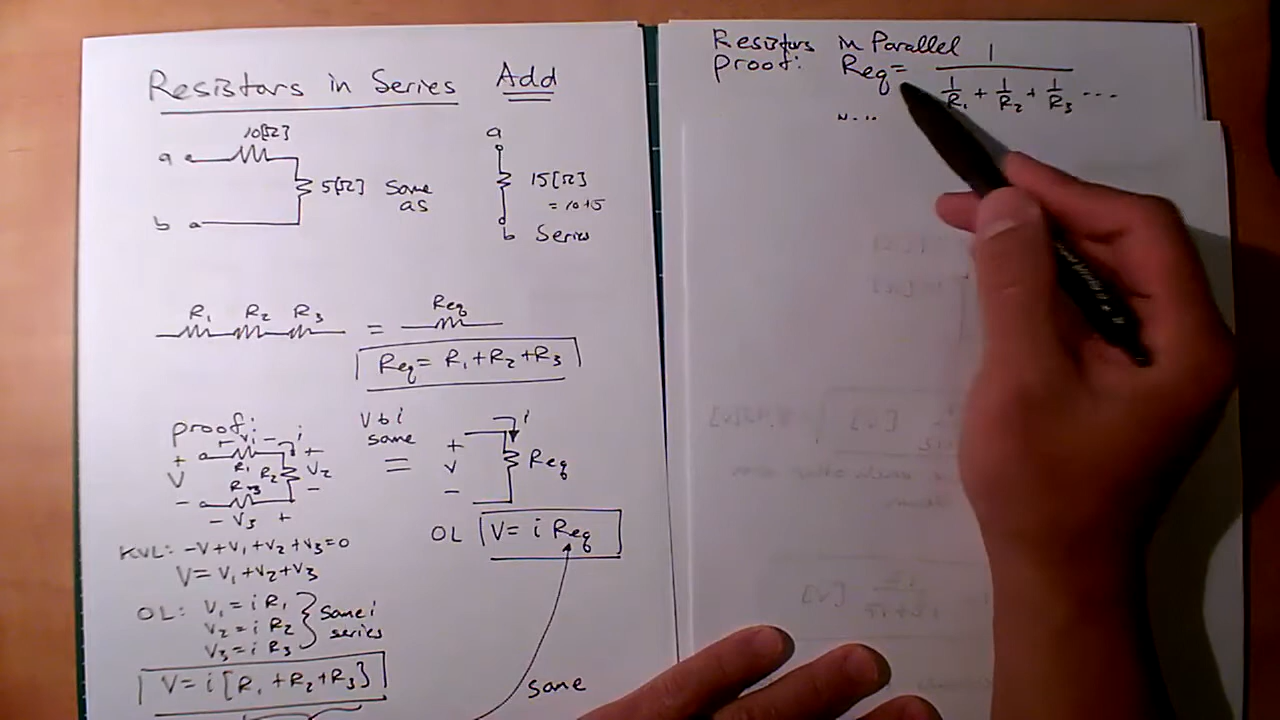 Resistors in Series Add
10[Ω]
a
5[Ω]
same
as
b
a
15[Ω]
= 10+5
b
Series
R1 R2 R3
=
Req
Req = R1 + R2 + R3
proof:
+ V1 - i
+
V
-
R1
R2
R3
+
V2
-
- V3 +
V & i
same
=
i
+
V
-
Req
OL V = i Req
KVL: -V+V1+V2+V3=0
V = V1+V2+V3
OL: V1 = i R1
V2 = i R2
V3 = i R3
same i
series
V = i [R1 + R2 + R3]
same
Resistors in Parallel
proof: Req = 1 / (1/R1 + 1/R2 + 1/R3 ...